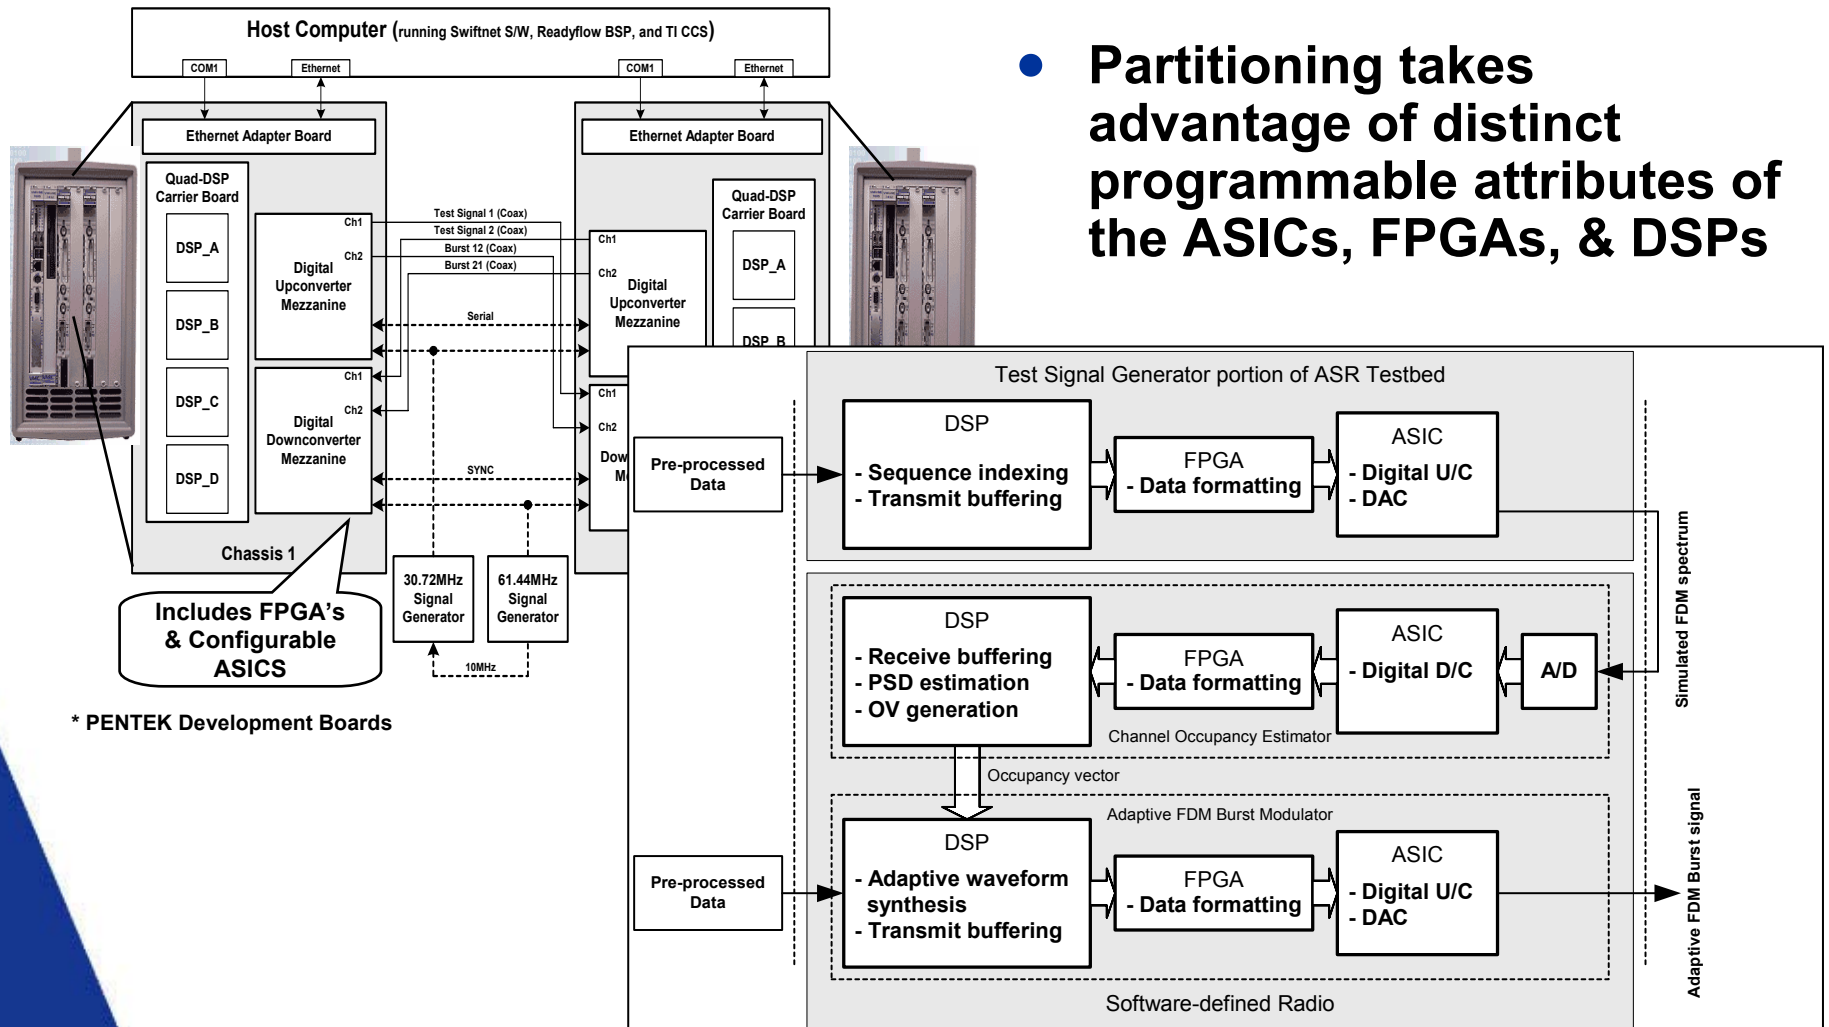 Host Computer (running Swiftnet S/W, Readyflow BSP, and TI CCS)
COM1
Ethernet
COM1
Ethernet
Ethernet Adapter Board
Ethernet Adapter Board
Quad-DSP
Carrier Board
DSP_A
DSP_B
DSP_C
DSP_D
Ch1
Ch2
Digital
Upconverter
Mezzanine
Ch1
Ch2
Digital
Downconverter
Mezzanine
Chassis 1
Test Signal 1 (Coax)
Test Signal 2 (Coax)
Burst 12 (Coax)
Burst 21 (Coax)
Serial
SYNC
Ch1
Ch2
Digital
Upconverter
Mezzanine
Ch1
Ch2
Dow
M
Quad-DSP
Carrier Board
DSP_A
DSP_B
30.72MHz
Signal
Generator
61.44MHz
Signal
Generator
10MHz
Includes FPGA's
& Configurable
ASICS
* PENTEK Development Boards
• Partitioning takes
advantage of distinct
programmable attributes of
the ASICs, FPGAs, & DSPs
Test Signal Generator portion of ASR Testbed
Pre-processed
Data
DSP
- Sequence indexing
- Transmit buffering
FPGA
- Data formatting
ASIC
- Digital U/C
- DAC
Simulated FDM spectrum
DSP
- Receive buffering
- PSD estimation
- OV generation
FPGA
- Data formatting
ASIC
- Digital D/C
A/D
Channel Occupancy Estimator
Occupancy vector
Adaptive FDM Burst Modulator
Pre-processed
Data
DSP
- Adaptive waveform
synthesis
- Transmit buffering
FPGA
- Data formatting
ASIC
- Digital U/C
- DAC
Adaptive FDM Burst signal
Software-defined Radio